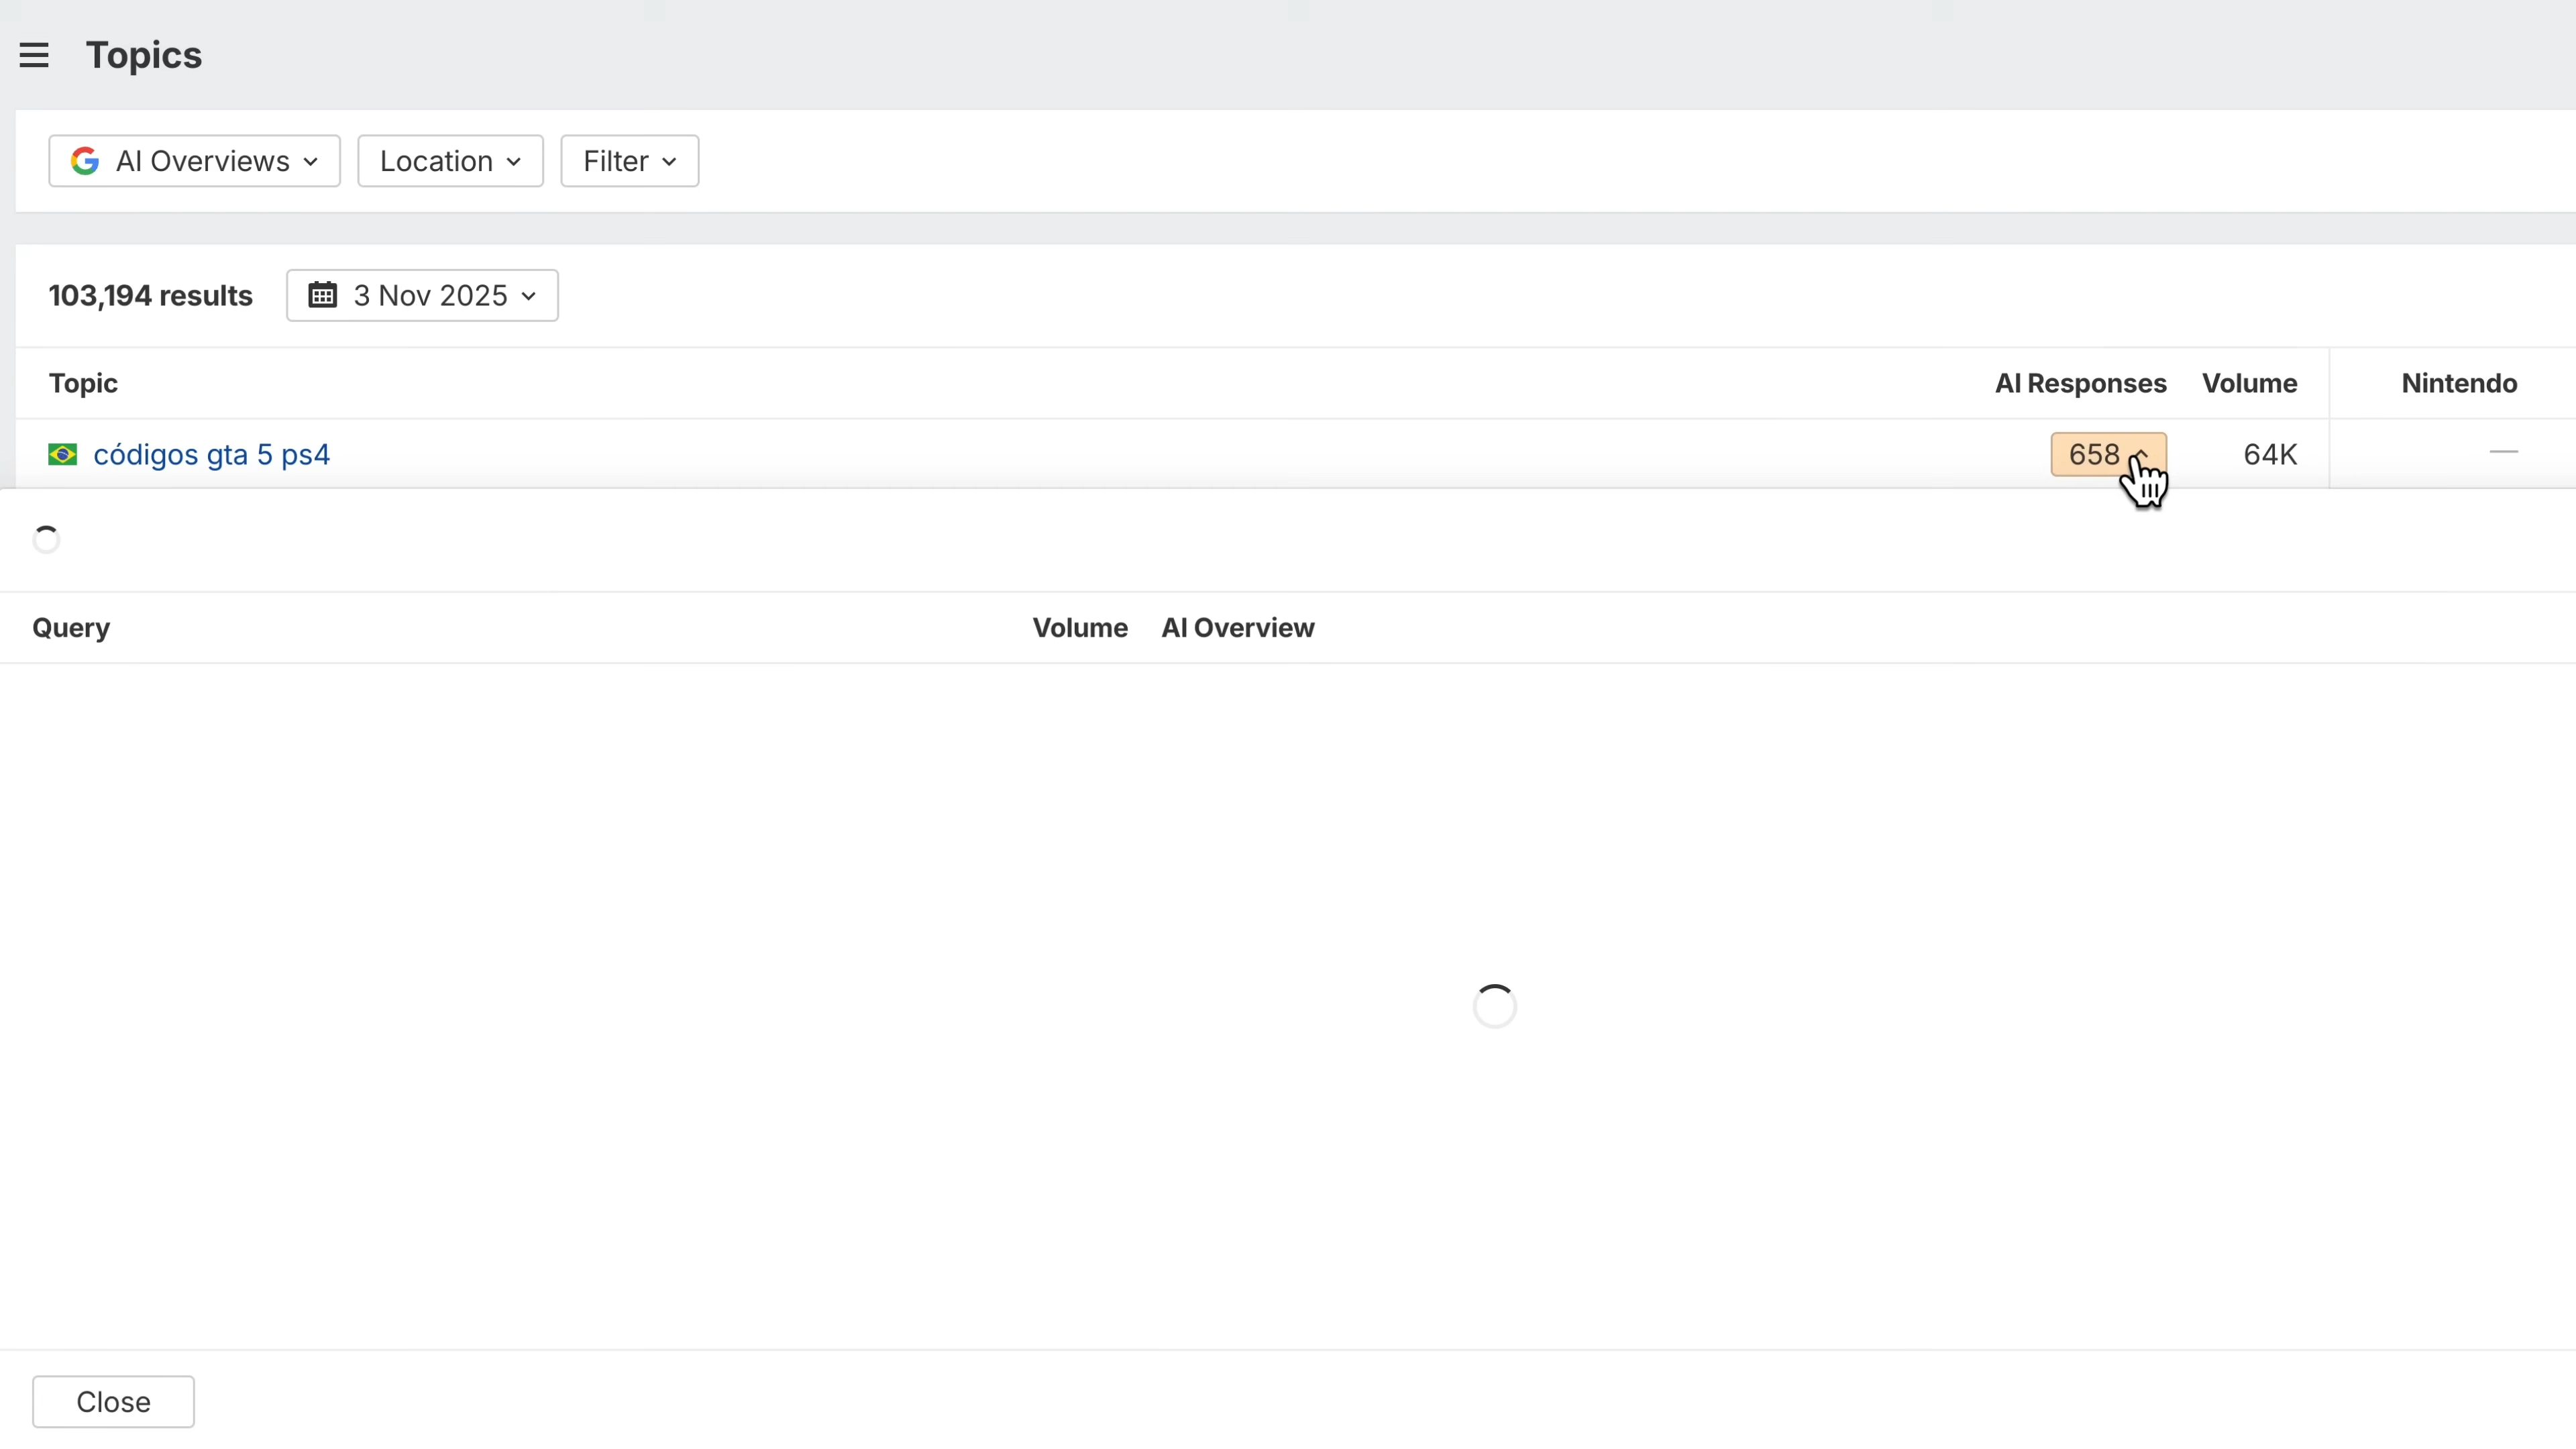 Topics
AI Overviews Location Filter
103,194 results 3 Nov 2025
Topic AI Responses Volume Nintendo
códigos gta 5 ps4 658 64K —
Query Volume AI Overview
Close